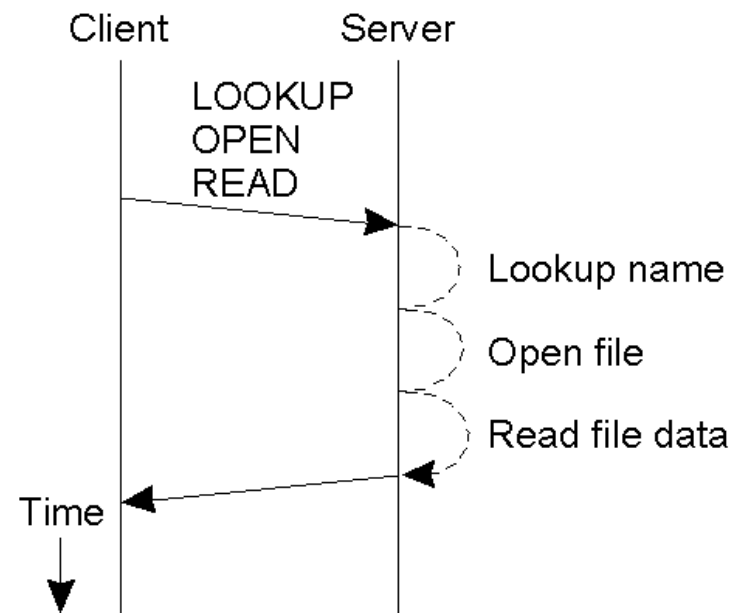 Client
Server
LOOKUP
OPEN
READ
Lookup name
Open file
Read file data
Time